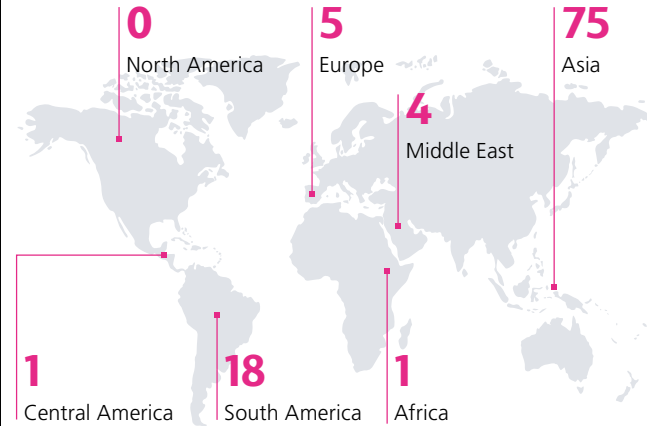 0
North America
5
Europe
75
Asia
4
Middle East
1
Central America
18
South America
1
Africa